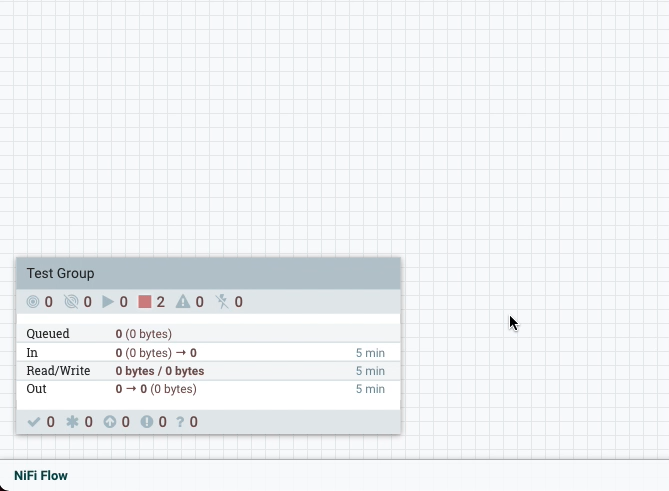 Test Group
0 0 0 2 0 0
Queued 0 (0 bytes)
In 0 (0 bytes) → 0 5 min
Read/Write 0 bytes / 0 bytes 5 min
Out 0 → 0 (0 bytes) 5 min
0 0 0 0 ? 0
NiFi Flow